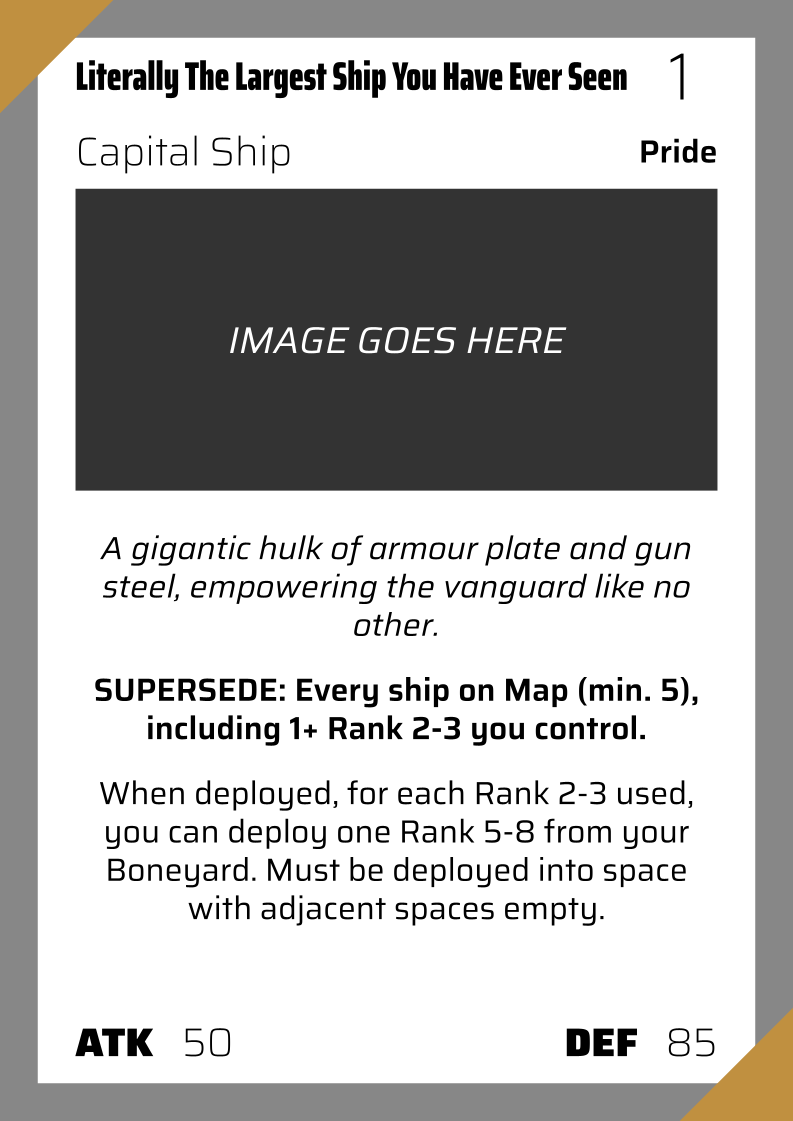 Literally The Largest Ship You Have Ever Seen 1
Capital Ship Pride
IMAGE GOES HERE
A gigantic hulk of armour plate and gun
steel, empowering the vanguard like no
other.
SUPERSEDE: Every ship on Map (min. 5),
including 1+ Rank 2-3 you control.
When deployed, for each Rank 2-3 used,
you can deploy one Rank 5-8 from your
Boneyard. Must be deployed into space
with adjacent spaces empty.
ATK 50 DEF 85